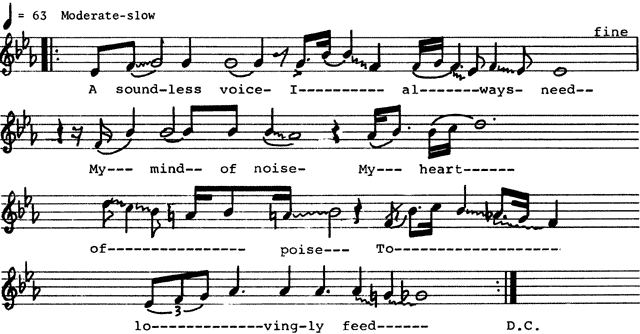 ♩ = 63 Moderate-slow
fine
A sound-less voice- I---------- al-------ways- need--
My--- mind-- of noise- My--- heart------
of---------------- poise--- To-------------------
3
lo-------------ving-ly feed------ D.C.